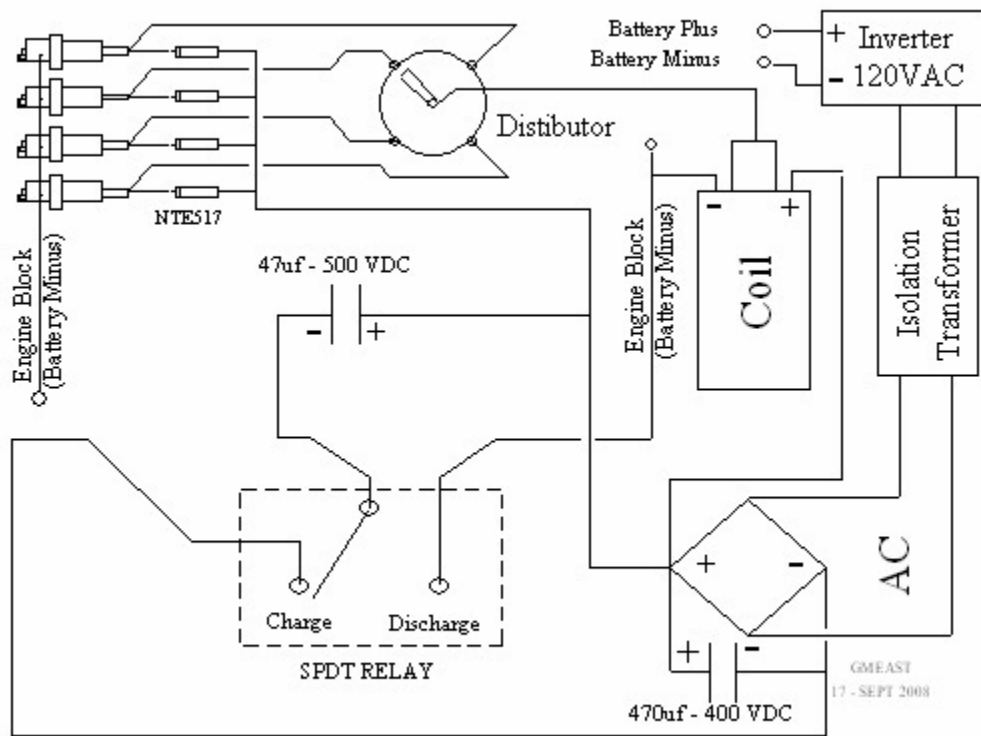 Battery Plus
Battery Minus
+
-
Inverter
120VAC
Distibutor
NTE517
Engine Block
(Battery Minus)
47uf - 500 VDC
-
+
Engine Block
(Battery Minus)
-
+
Coil
Isolation
Transformer
Charge
Discharge
SPDT RELAY
+
-
AC
+
-
470uf - 400 VDC
GMEAST
17 - SEPT 2008